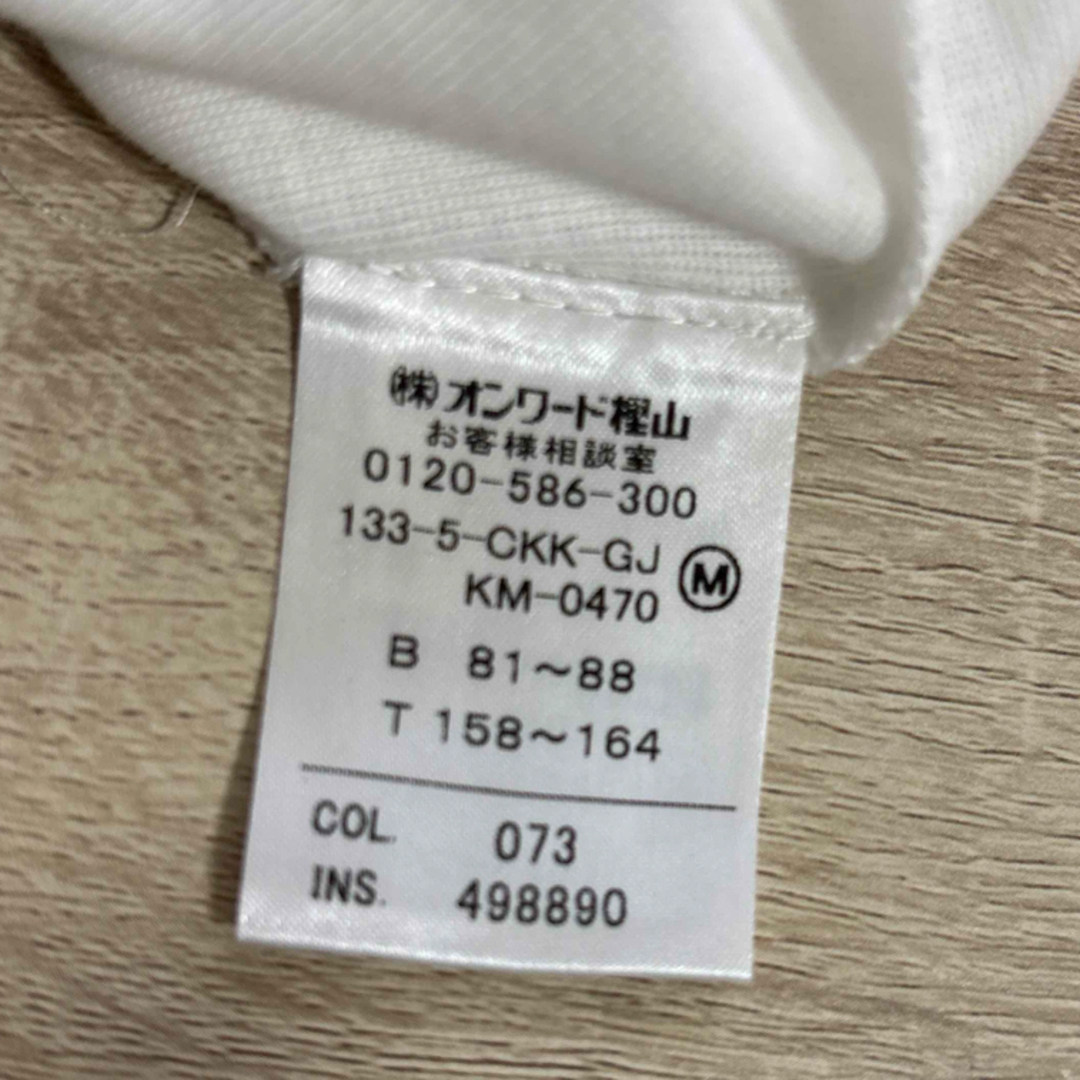 (株)オンワード樫山
お客様相談室
0120-586-300
133-5-CKK-GJ
KM-0470 Ⓜ
B 81~88
T 158~164
COL. 073
INS. 498890